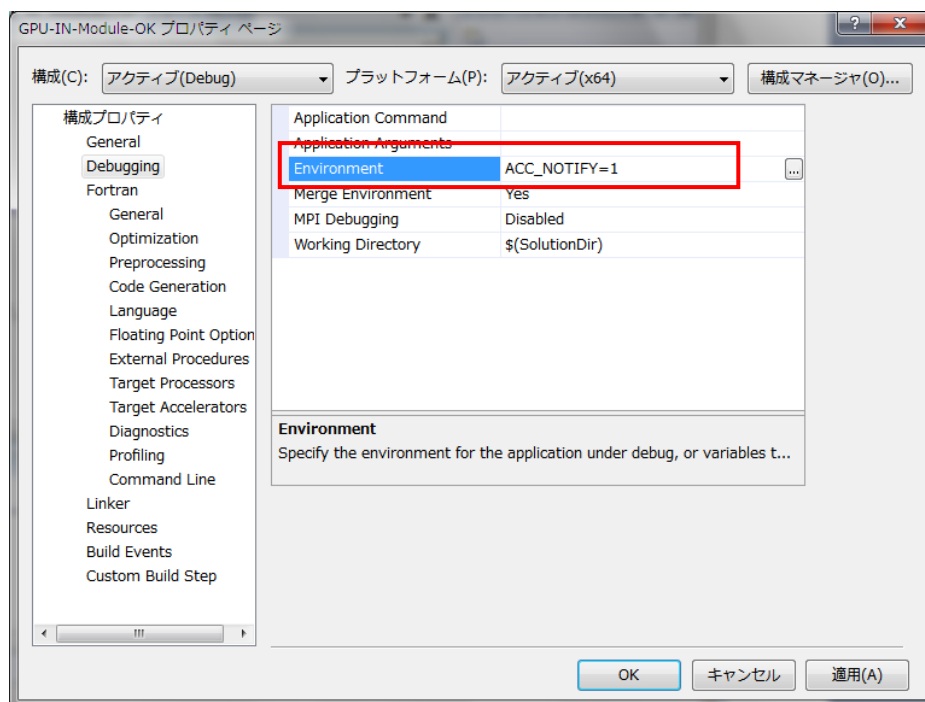 GPU-IN-Module-OK プロパティ ページ
構成(C): アクティブ(Debug) プラットフォーム(P): アクティブ(x64) 構成マネージャ(O)...
構成プロパティ
General
Debugging
Fortran
General
Optimization
Preprocessing
Code Generation
Language
Floating Point Option
External Procedures
Target Processors
Target Accelerators
Diagnostics
Profiling
Command Line
Linker
Resources
Build Events
Custom Build Step
Application Command
Application Arguments
Environment ACC_NOTIFY=1 ...
Merge Environment Yes
MPI Debugging Disabled
Working Directory $(SolutionDir)
Environment
Specify the environment for the application under debug, or variables t...
OK キャンセル 適用(A)